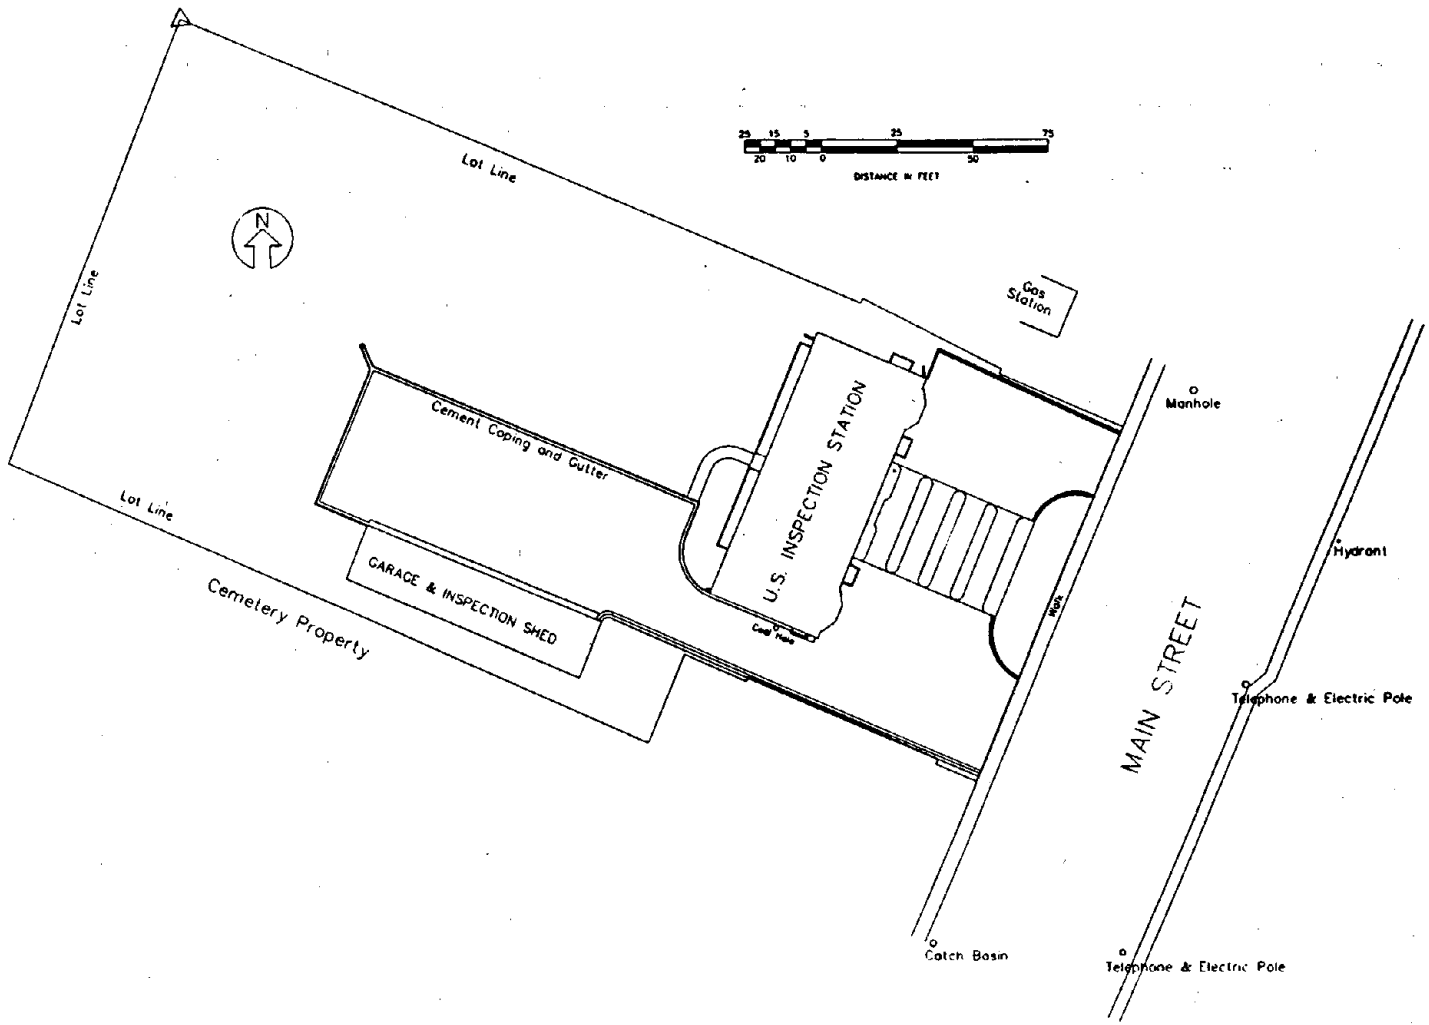 25 15 5 25 75
20 10 0 50
DISTANCE IN FEET
Lot Line
N
Lot Line
Gas
Station
Manhole
Cement Coping and Gutter
U.S. INSPECTION STATION
Lot Line
GARAGE & INSPECTION SHED
Cemetery Property
Coal Hole
Walk
Hydrant
MAIN STREET
Telephone & Electric Pole
Catch Basin
Telephone & Electric Pole